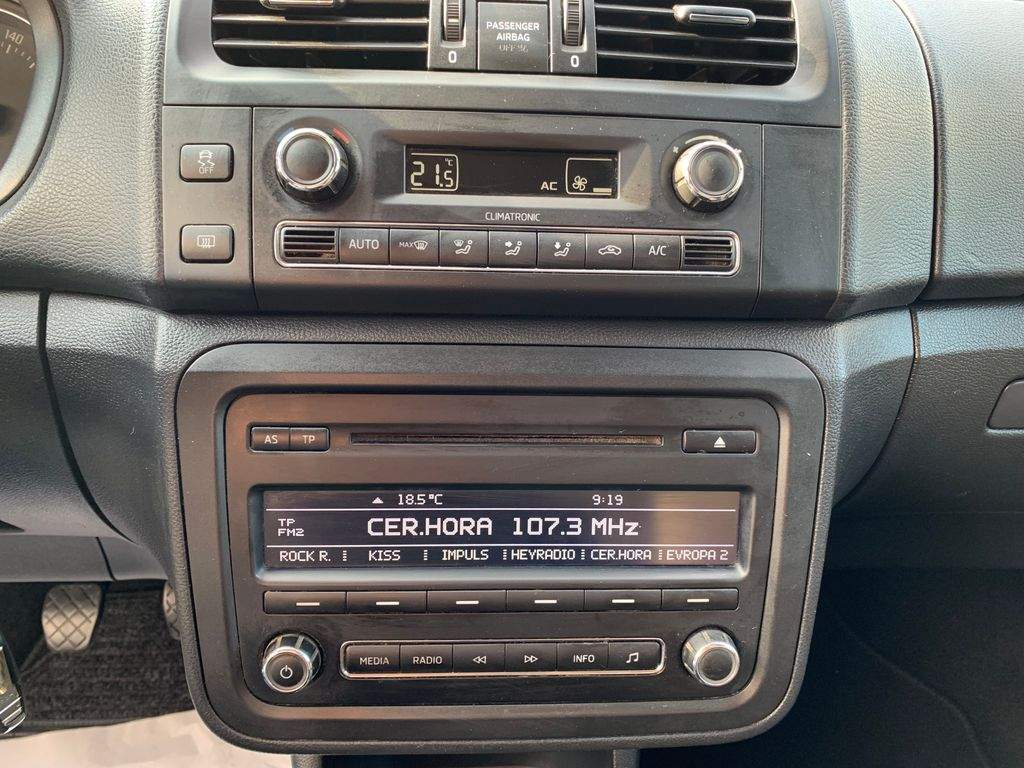 140
PASSENGER
AIRBAG
OFF
0 0
OFF
21.5 °C AC
CLIMATRONIC
AUTO MAX A/C
AS TP
18.5 °C 9:19
TP
FM2
CER.HORA 107.3 MHz
ROCK R. KISS IMPULS HEYRADIO CER.HORA EVROPA 2
MEDIA RADIO INFO